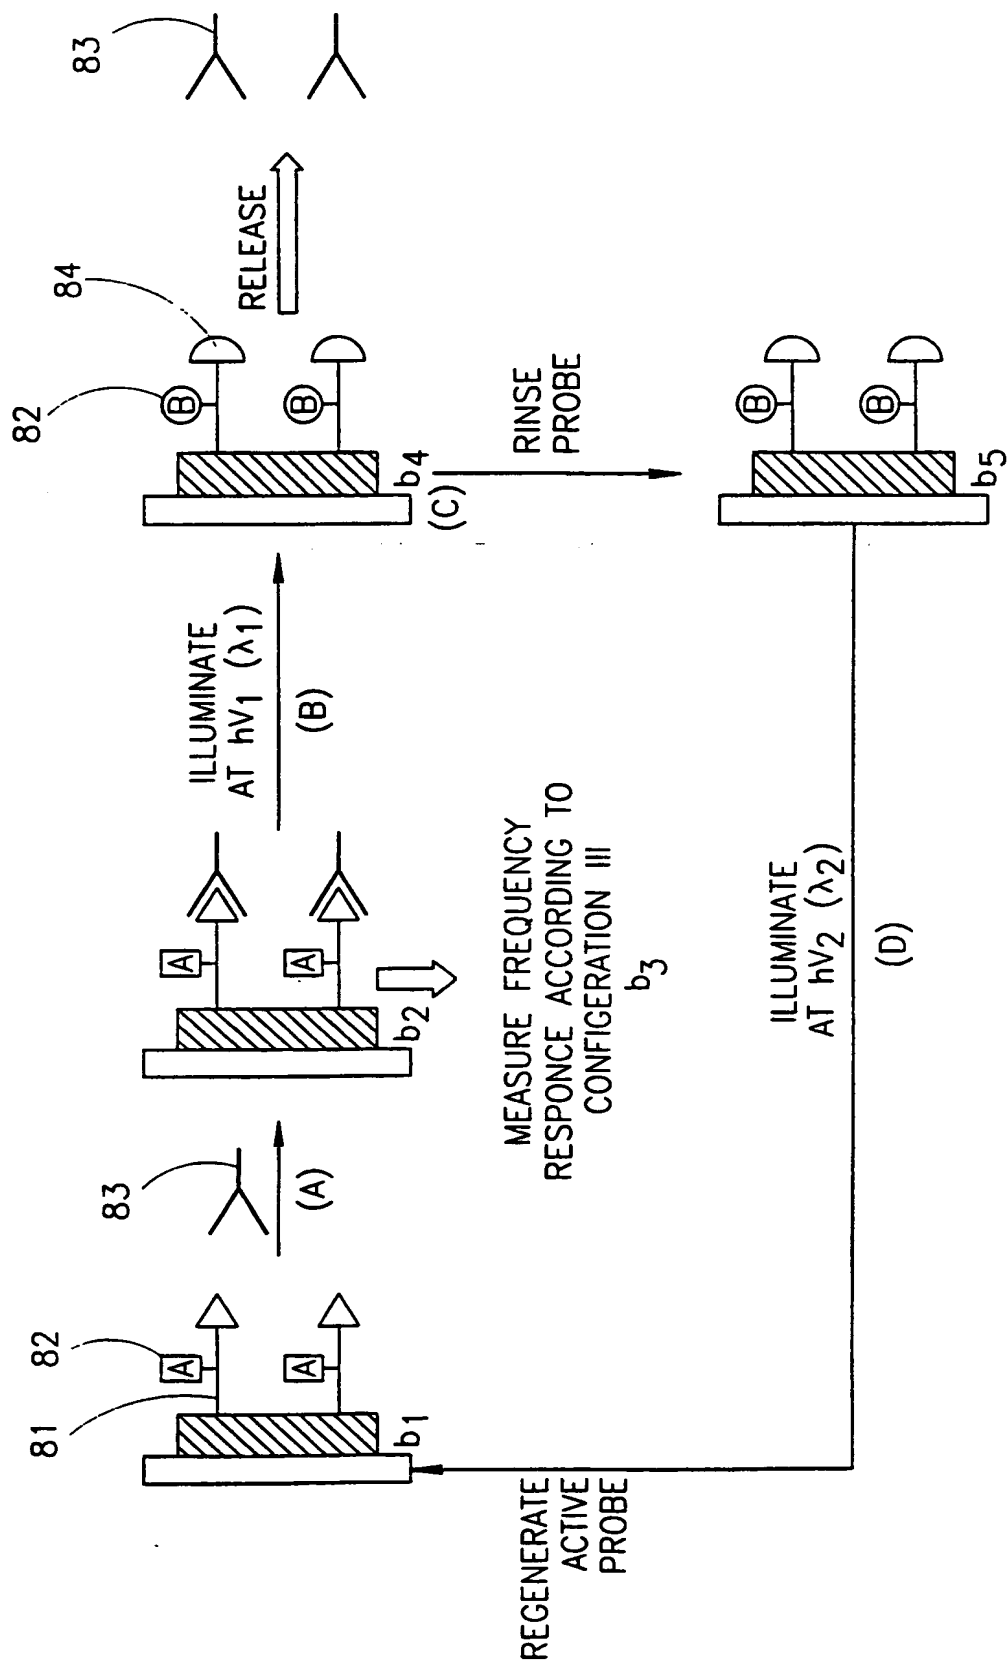 82
81
A
A
b1
83
(A)
A
A
b2
MEASURE FREQUENCY
RESPONCE ACCORDING TO
CONFIGERATION III
b3
ILLUMINATE
AT hV1 (λ1)
(B)
82
84
B
B
b4
(C)
RELEASE
83
RINSE
PROBE
B
B
b5
ILLUMINATE
AT hV2 (λ2)
(D)
REGENERATE
ACTIVE
PROBE